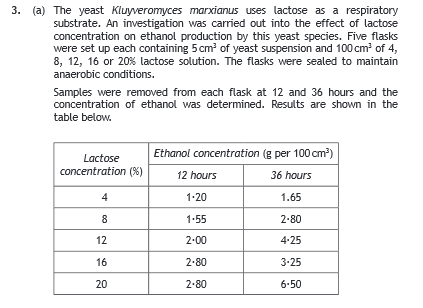 3. (a) The yeast Kluyveromyces marxianus uses lactose as a respiratory
substrate. An investigation was carried out into the effect of lactose
concentration on ethanol production by this yeast species. Five flasks
were set up each containing 5 cm³ of yeast suspension and 100 cm³ of 4,
8, 12, 16 or 20% lactose solution. The flasks were sealed to maintain
anaerobic conditions.
Samples were removed from each flask at 12 and 36 hours and the
concentration of ethanol was determined. Results are shown in the
table below.
Lactose concentration (%) Ethanol concentration (g per 100 cm³)
12 hours 36 hours
4 1·20 1.65
8 1·55 2·80
12 2·00 4·25
16 2·80 3·25
20 2·80 6·50